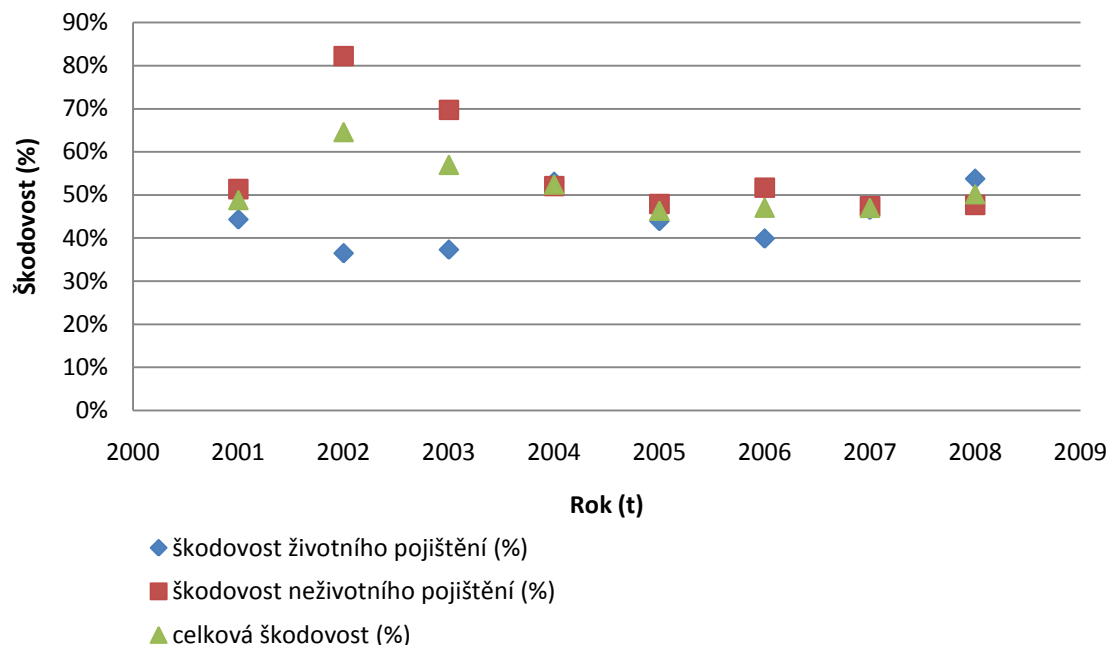 90%
80%
70%
60%
50%
40%
30%
20%
10%
0%
Škodovost (%)
2000 2001 2002 2003 2004 2005 2006 2007 2008 2009
Rok (t)
škodovost životního pojištění (%)
škodovost neživotního pojištění (%)
celková škodovost (%)